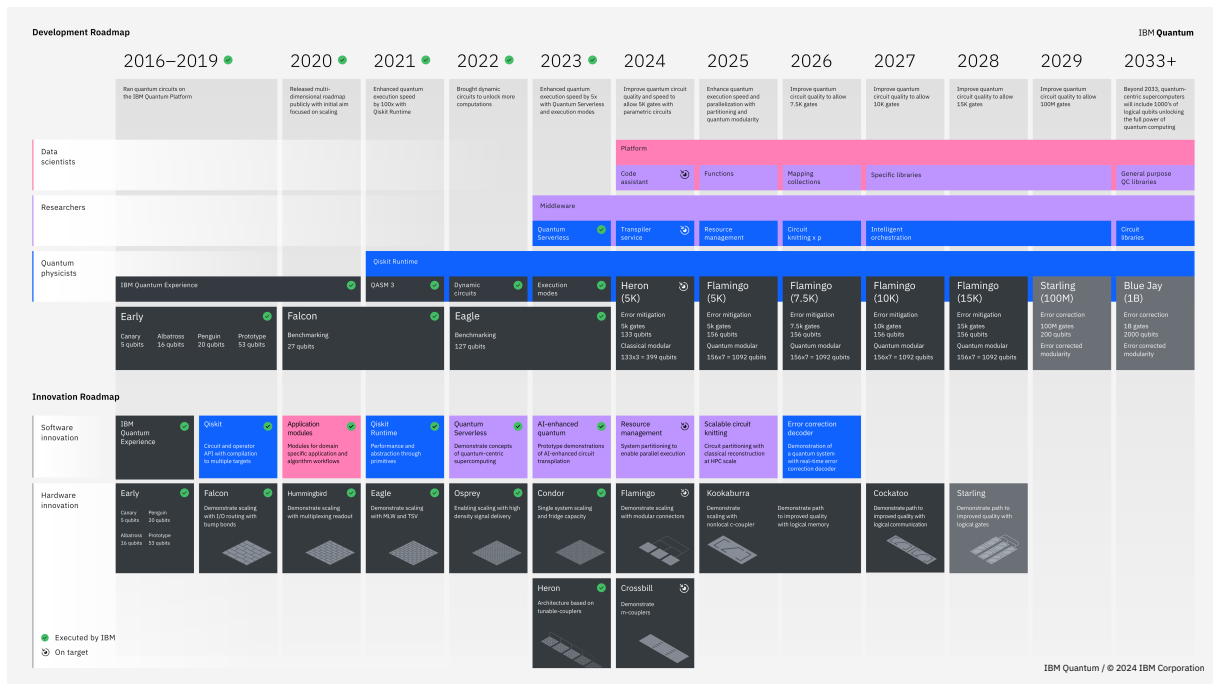 Development Roadmap
IBM Quantum
2016–2019
2020
2021
2022
2023
2024
2025
2026
2027
2028
2029
2033+
Ran quantum circuits on
the IBM Quantum Platform
Released multi-
dimensional roadmap
publicly with initial aim
focused on scaling
Enhanced quantum
execution speed
by 100x with
Qiskit Runtime
Brought dynamic
circuits to unlock more
computations
Enhanced quantum
execution speed by 5x
with Quantum Serverless
and execution modes
Improve quantum circuit
quality and speed to
allow 5K gates with
parametric circuits
Enhance quantum
execution speed and
parallelization with
partitioning and
quantum modularity
Improve quantum
circuit quality to allow
7.5K gates
Improve quantum
circuit quality to allow
10K gates
Improve quantum
circuit quality to allow
15K gates
Improve quantum
circuit quality to allow
100M gates
Beyond 2033, quantum-
centric supercomputers
will include 1000's of
logical qubits unlocking
the full power of
quantum computing
Data
scientists
Platform
Code
assistant
Functions
Mapping
collections
Specific libraries
General purpose
QC libraries
Researchers
Middleware
Quantum
Serverless
Transpiler
service
Resource
management
Circuit
knitting x p
Intelligent
orchestration
Circuit
libraries
Quantum
physicists
Qiskit Runtime
IBM Quantum Experience
QASM 3
Dynamic
circuits
Execution
modes
Early
Canary
5 qubits
Albatross
16 qubits
Penguin
20 qubits
Prototype
53 qubits
Falcon
Benchmarking
27 qubits
Eagle
Benchmarking
127 qubits
Heron
(5K)
Error mitigation
5k gates
133 qubits
Classical modular
133x3 = 399 qubits
Flamingo
(5K)
Error mitigation
5k gates
156 qubits
Quantum modular
156x7 = 1092 qubits
Flamingo
(7.5K)
Error mitigation
7.5k gates
156 qubits
Quantum modular
156x7 = 1092 qubits
Flamingo
(10K)
Error mitigation
10k gates
156 qubits
Quantum modular
156x7 = 1092 qubits
Flamingo
(15K)
Error mitigation
15k gates
156 qubits
Quantum modular
156x7 = 1092 qubits
Starling
(100M)
Error correction
100M gates
200 qubits
Error corrected
modularity
Blue Jay
(1B)
Error correction
1B gates
2000 qubits
Error corrected
modularity
Innovation Roadmap
Software
innovation
IBM
Quantum
Experience
Qiskit
Circuit and operator
API with compilation
to multiple targets
Application
modules
Modules for domain
specific application and
algorithm workflows
Qiskit
Runtime
Performance and
abstraction through
primitives
Quantum
Serverless
Demonstrate concepts
of quantum-centric
supercomputing
AI-enhanced
quantum
Prototype demonstrations
of AI-enhanced circuit
transpilation
Resource
management
System partitioning to
enable parallel execution
Scalable circuit
knitting
Circuit partitioning with
classical reconstruction
at HPC scale
Error correction
decoder
Demonstration of
a quantum system
with real-time error
correction decoder
Hardware
innovation
Early
Canary
5 qubits
Penguin
20 qubits
Albatross
16 qubits
Prototype
53 qubits
Falcon
Demonstrate scaling
with I/O routing with
bump bonds
Hummingbird
Demonstrate scaling
with multiplexing readout
Eagle
Demonstrate scaling
with MLW and TSV
Osprey
Enabling scaling with high
density signal delivery
Condor
Single system scaling
and fridge capacity
Flamingo
Demonstrate scaling
with modular connectors
Kookaburra
Demonstrate
scaling with
nonlocal c-coupler
Demonstrate path
to improved quality
with logical memory
Cockatoo
Demonstrate path to
improved quality with
logical communication
Starling
Demonstrate path to
improved quality with
logical gates
Heron
Architecture based on
tunable-couplers
Crossbill
Demonstrate
m-couplers
Executed by IBM
On target
IBM Quantum / © 2024 IBM Corporation